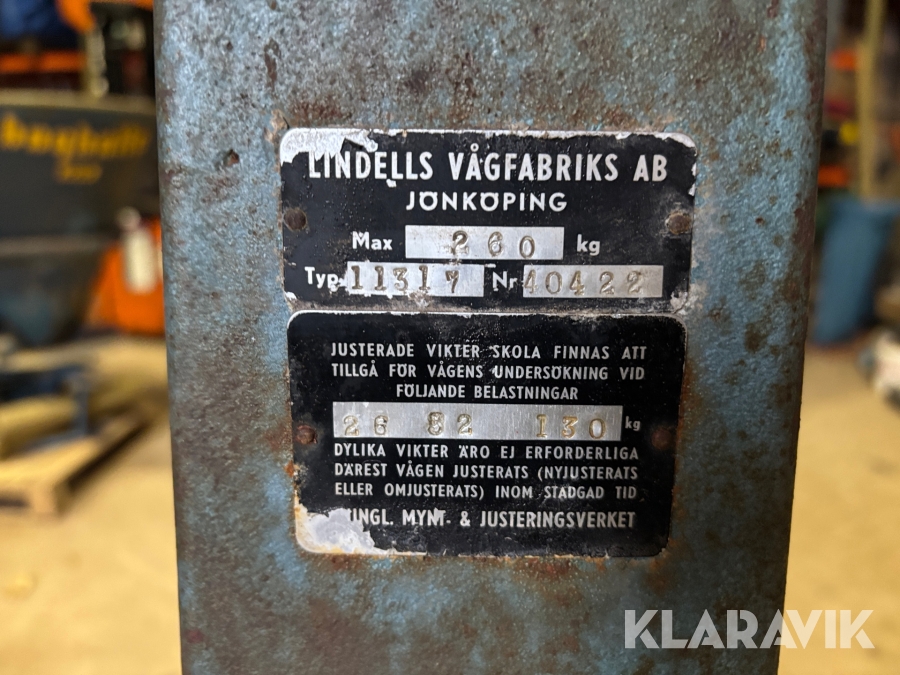 LINDELLS VÅGFABRIKS AB
JÖNKÖPING
Max 260 kg
Typ 11317 Nr 40422
JUSTERADE VIKTER SKOLA FINNAS ATT
TILLGÅ FÖR VÅGENS UNDERSÖKNING VID
FÖLJANDE BELASTNINGAR
26 52 130 kg
DYLIKA VIKTER ÄRO EJ ERFORDERLIGA
DÄREST VÅGEN JUSTERATS (NYJUSTERATS
ELLER OMJUSTERATS) INOM STADGAD TID
KUNGL. MYNT- & JUSTERINGSVERKET
KLARAVIK